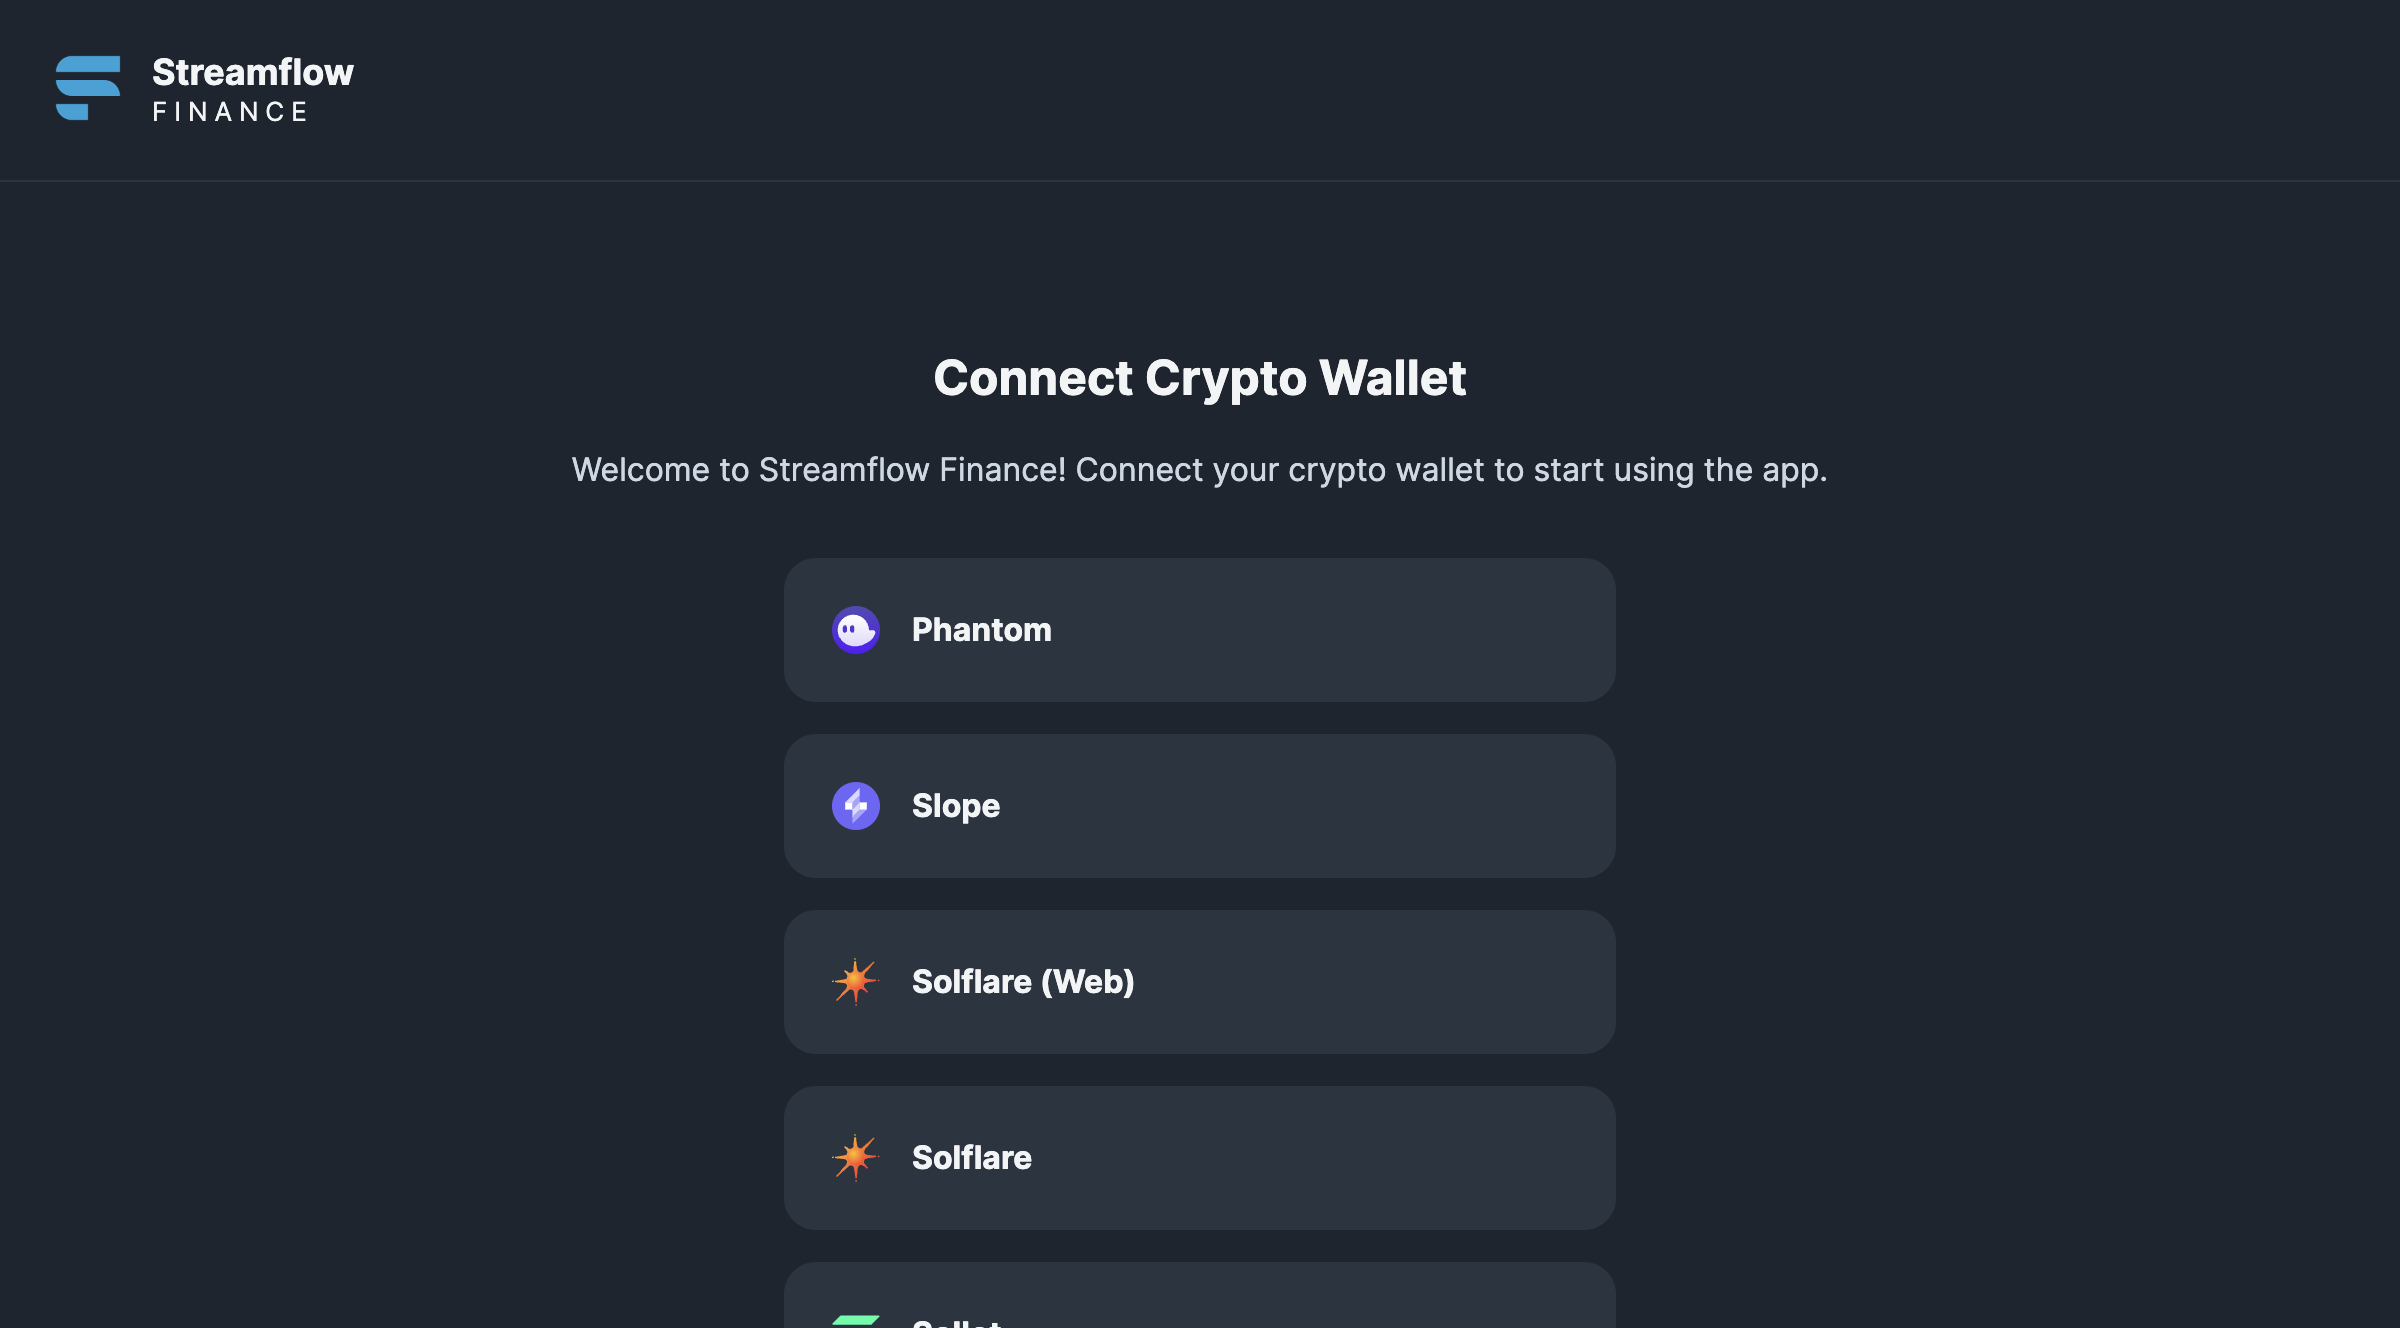 Streamflow
FINANCE
Connect Crypto Wallet
Welcome to Streamflow Finance! Connect your crypto wallet to start using the app.
Phantom
Slope
Solflare (Web)
Solflare
Sollet